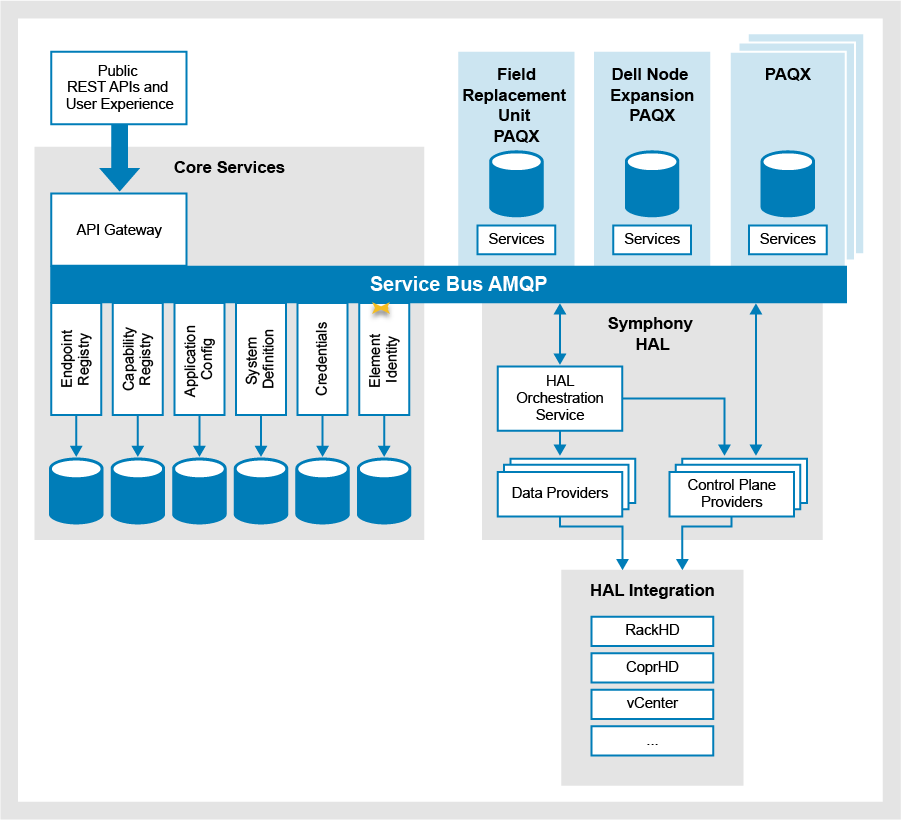 Public
REST APIs and
User Experience
Field
Replacement
Unit
PAQX
Dell Node
Expansion
PAQX
PAQX
Core Services
API Gateway
Services
Services
Services
Service Bus AMQP
Endpoint
Registry
Capability
Registry
Application
Config
System
Definition
Credentials
Element
Identity
Symphony
HAL
HAL
Orchestration
Service
Data Providers
Control Plane
Providers
HAL Integration
RackHD
CoprHD
vCenter
...